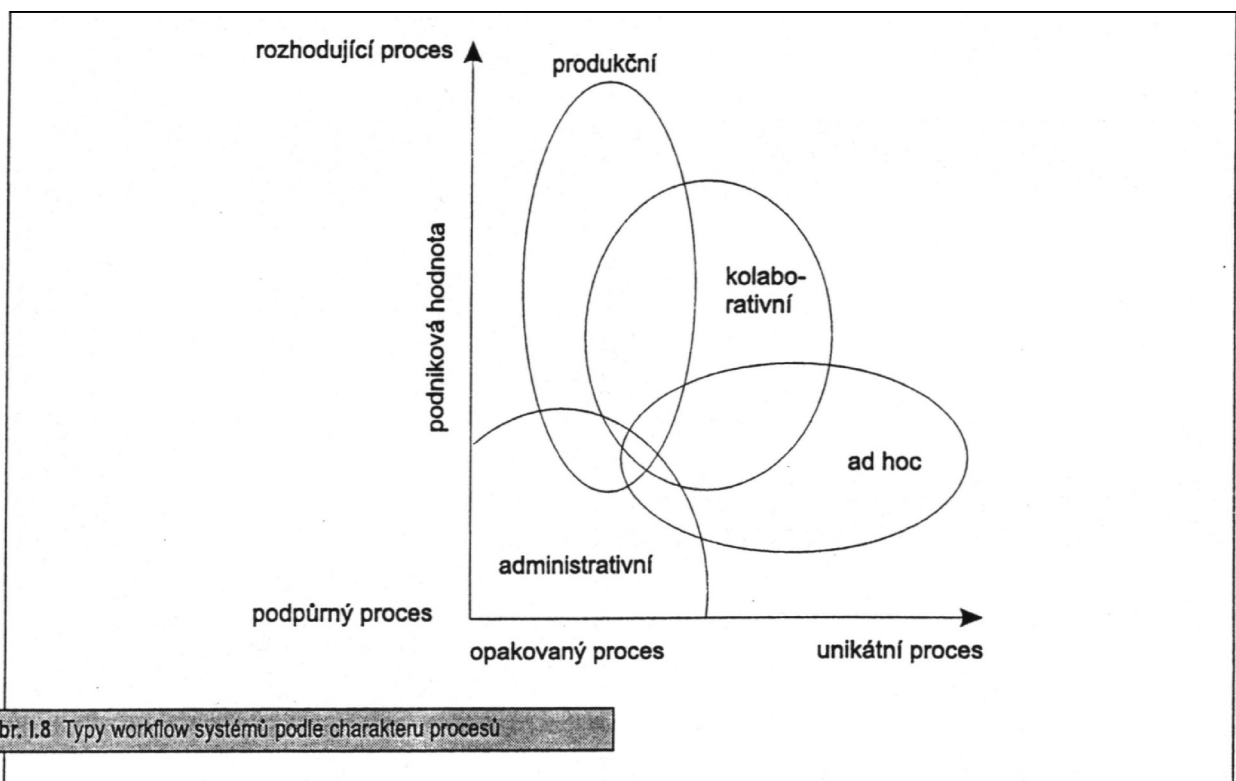 rozhodující proces
produkční
podniková hodnota
kolabo-
rativní
ad hoc
administrativní
podpůrný proces
opakovaný proces
unikátní proces
br. I.8 Typy workflow systémů podle charakteru procesů